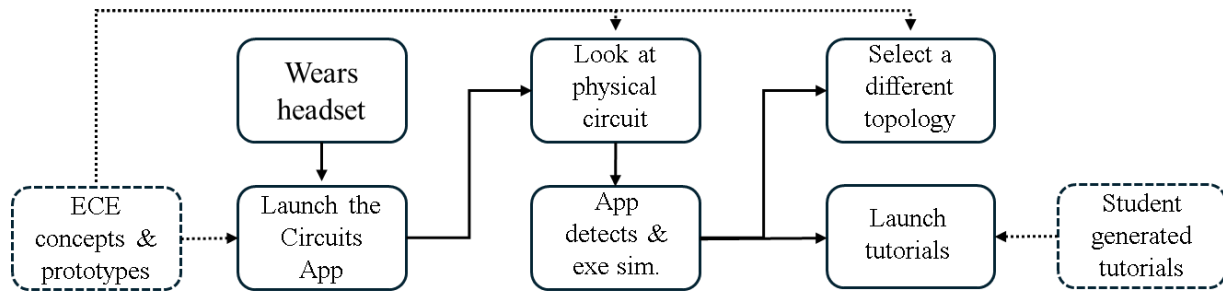 Wears
headset
Look at
physical
circuit
Select a
different
topology
ECE
concepts &
prototypes
Launch the
Circuits
App
App
detects &
exe sim.
Launch
tutorials
Student
generated
tutorials